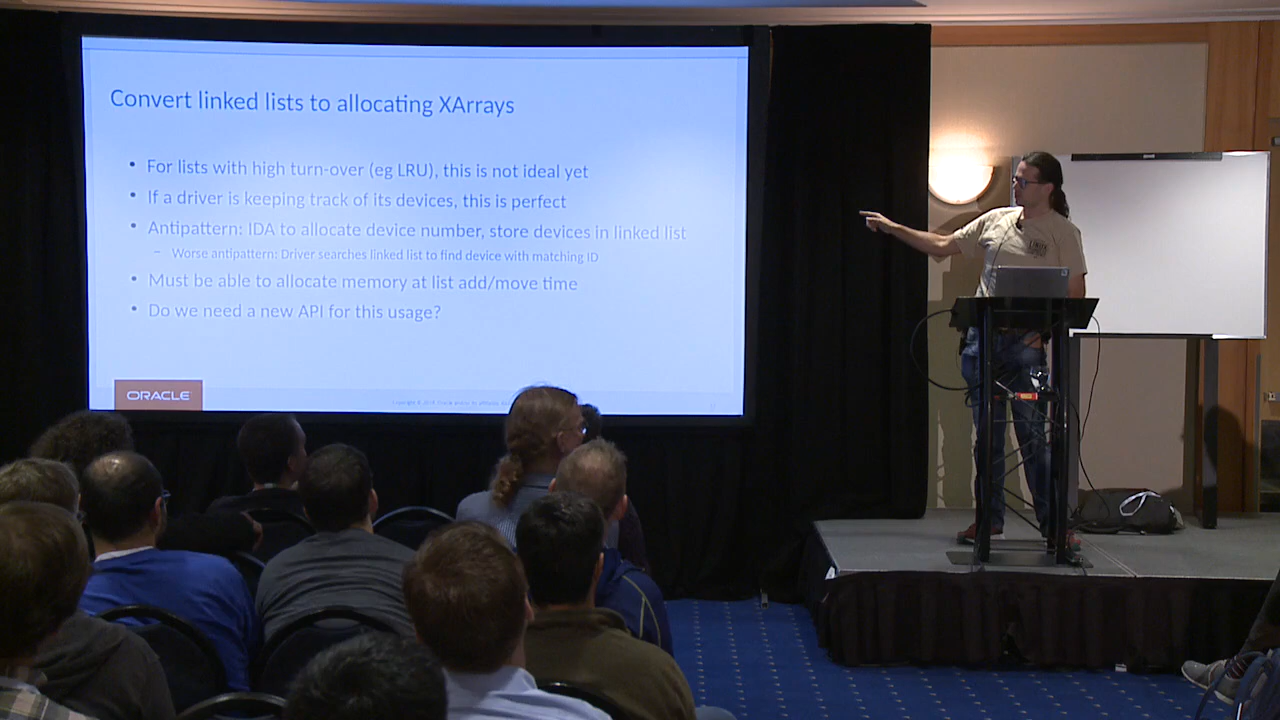 Convert linked lists to allocating XArrays
• For lists with high turn-over (eg LRU), this is not ideal yet
• If a driver is keeping track of its devices, this is perfect
• Antipattern: IDA to allocate device number, store devices in linked list
– Worse antipattern: Driver searches linked list to find device with matching ID
• Must be able to allocate memory at list add/move time
• Do we need a new API for this usage?
ORACLE